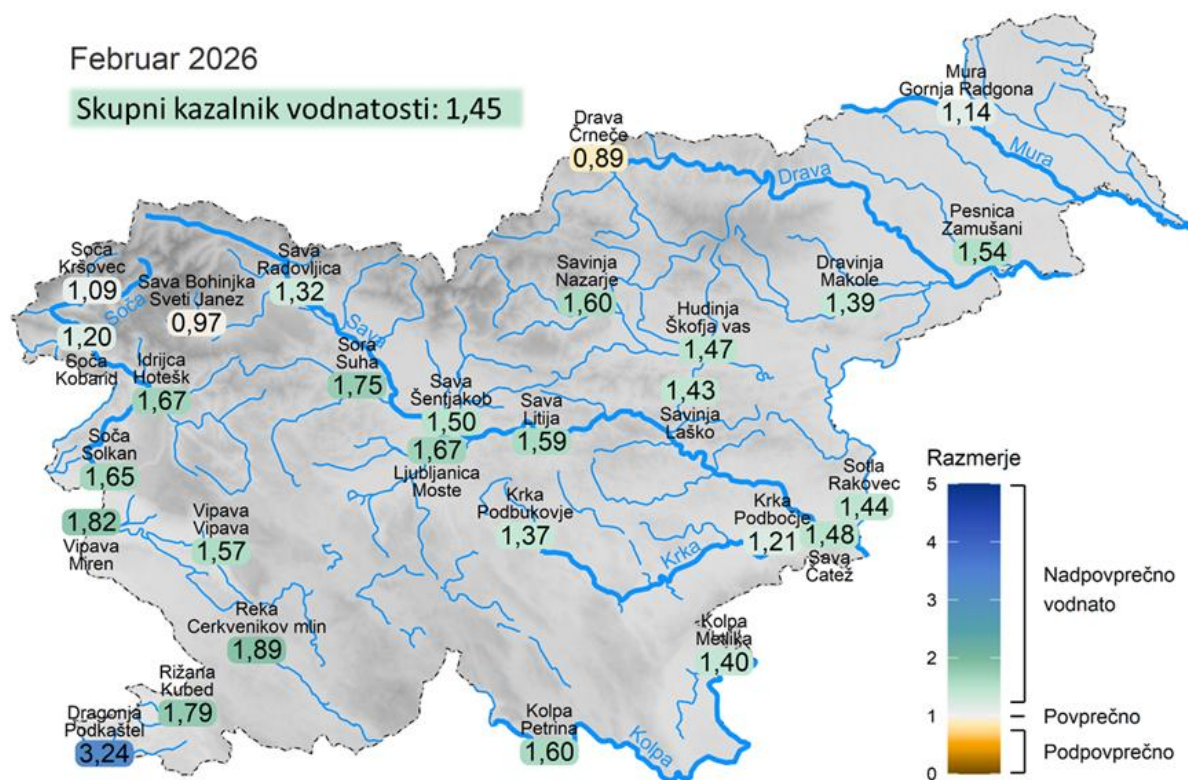 Februar 2026
Skupni kazalnik vodnatosti: 1,45
Mura
Gornja Radgona
1,14
Mura
Drava
Črneče
0,89
Drava
Pesnica
Zamušani
1,54
Soča
Kršovec
1,09
Soča
Sava Bohinjka
Sveti Janez
0,97
Sava
Radovljica
1,32
Savinja
Nazarje
1,60
Dravinja
Makole
1,39
Hudinja
Škofja vas
1,47
1,20
Soča
Kobarid
Idrijca
Hotešk
1,67
Sava
Sora
Suha
1,75
Sava
Šentjakob
1,50
1,67
Ljubljanica
Moste
Sava
Litija
1,59
1,43
Savinja
Laško
Soča
Solkan
1,65
1,82
Vipava
Miren
Vipava
Vipava
1,57
Krka
Podbukovje
1,37
Krka
Krka
Podbočje
1,21
Sotla
Rakovec
1,44
1,48
Sava
Čatež
Reka
Cerkvenikov mlin
1,89
Kolpa
Metlika
1,40
Rižana
Kubed
1,79
Dragonja
Podkaštel
3,24
Kolpa
Petrina
1,60
Kolpa
Razmerje
5
4
3
2
1
0
Nadpovprečno
vodnato
Povprečno
Podpovprečno